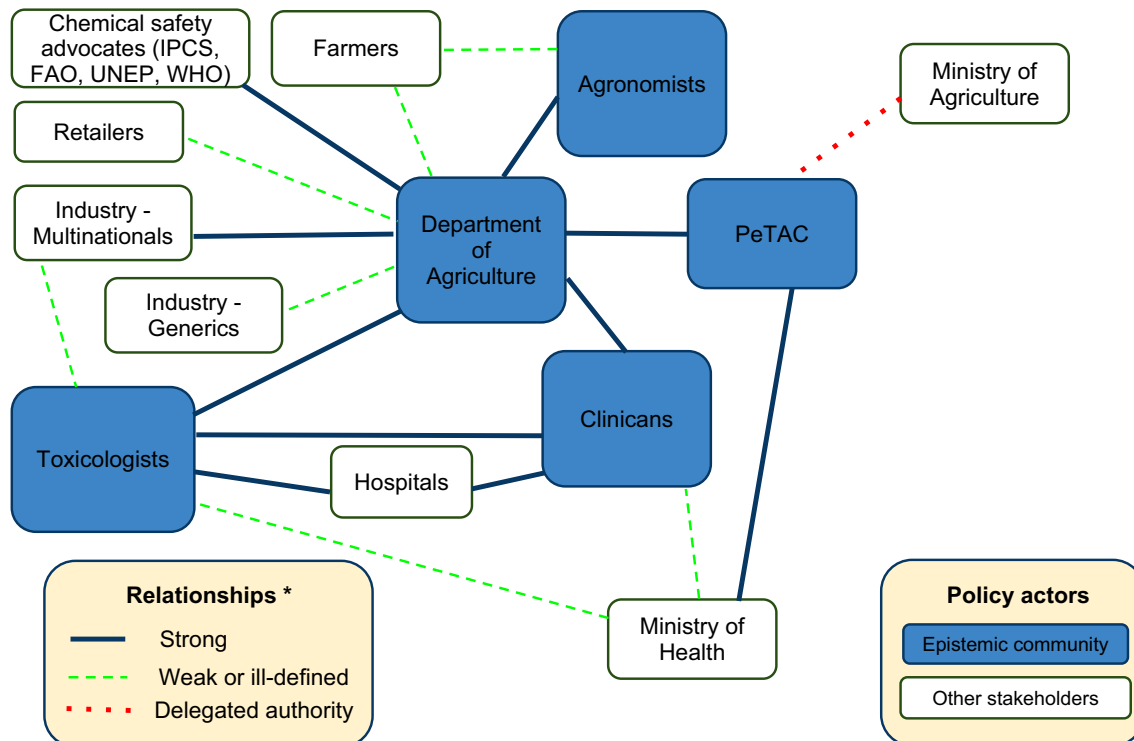 Chemical safety
advocates (IPCS,
FAO, UNEP, WHO)
Farmers
Agronomists
Ministry of
Agriculture
Retailers
Industry -
Multinationals
Department
of
Agriculture
PeTAC
Industry -
Generics
Toxicologists
Clinicans
Hospitals
Ministry of
Health
Relationships *
Strong
Weak or ill-defined
Delegated authority
Policy actors
Epistemic community
Other stakeholders